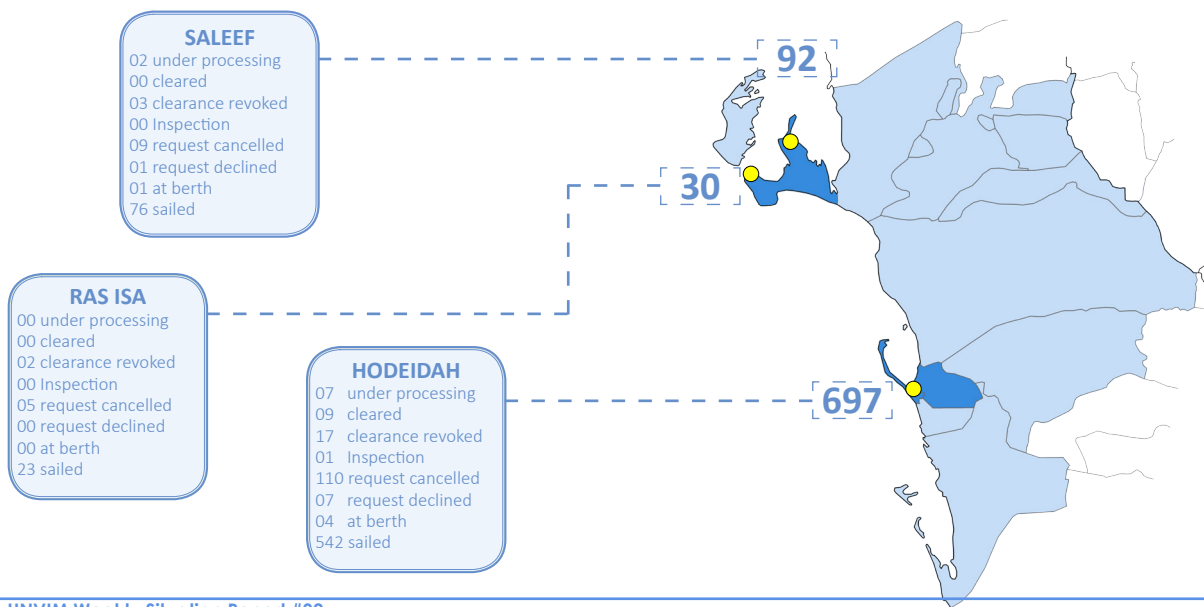 SALEEF
02 under processing
00 cleared
03 clearance revoked
00 Inspection
09 request cancelled
01 request declined
01 at berth
76 sailed
92
30
RAS ISA
00 under processing
00 cleared
02 clearance revoked
00 Inspection
05 request cancelled
00 request declined
00 at berth
23 sailed
HODEIDAH
07 under processing
09 cleared
17 clearance revoked
01 Inspection
110 request cancelled
07 request declined
04 at berth
542 sailed
697